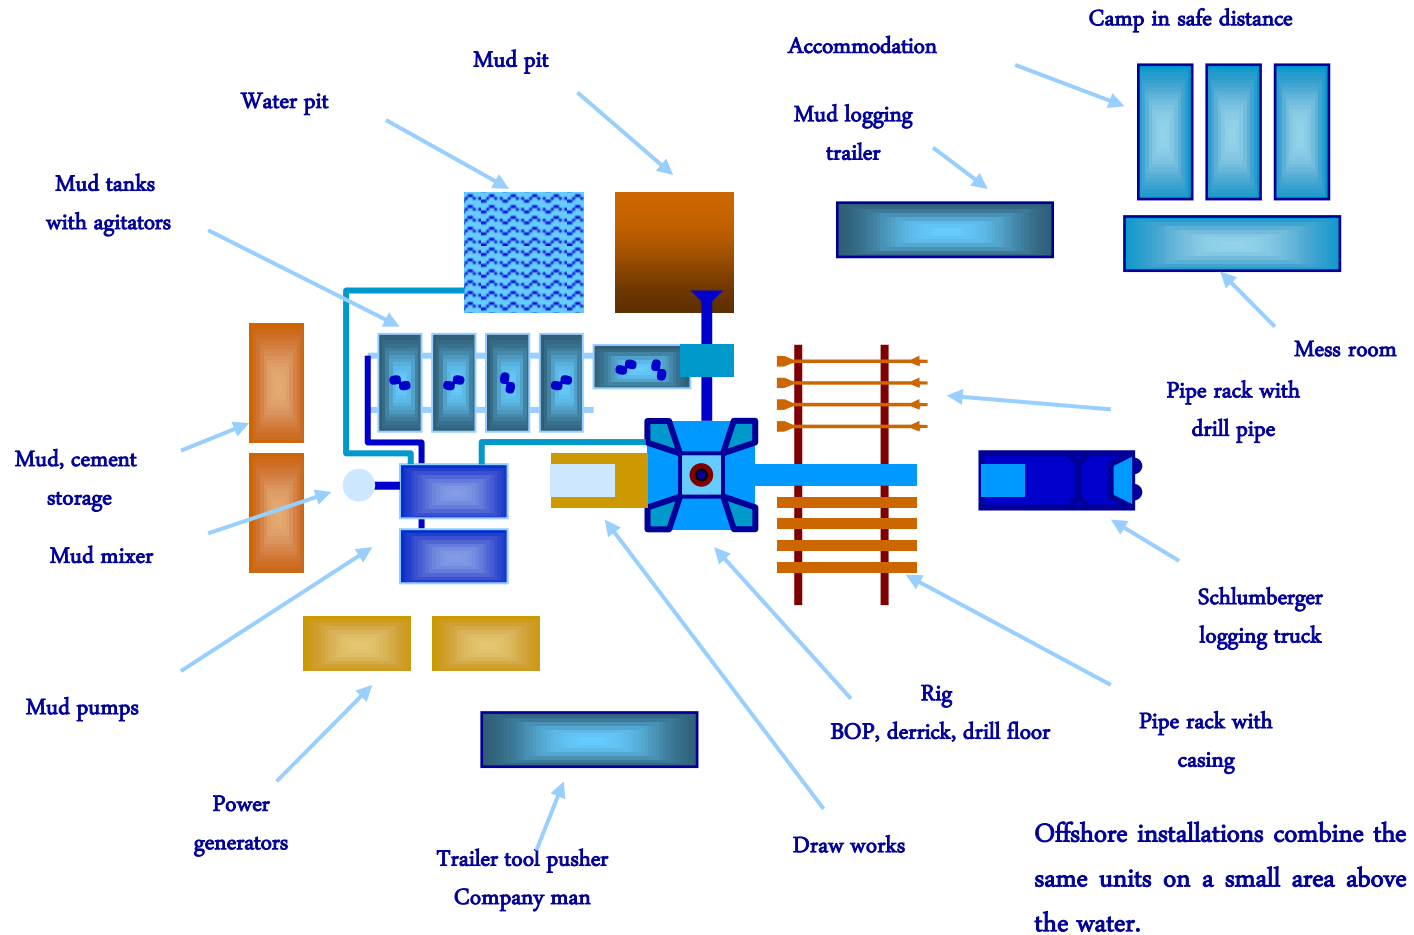 Camp in safe distance
Accommodation
Mud pit
Water pit
Mud logging
trailer
Mud tanks
with agitators
Mess room
Pipe rack with
drill pipe
Mud, cement
storage
Mud mixer
Schlumberger
logging truck
Mud pumps
Rig
BOP, derrick, drill floor
Pipe rack with
casing
Power
generators
Draw works
Trailer tool pusher
Company man
Offshore installations combine the
same units on a small area above
the water.